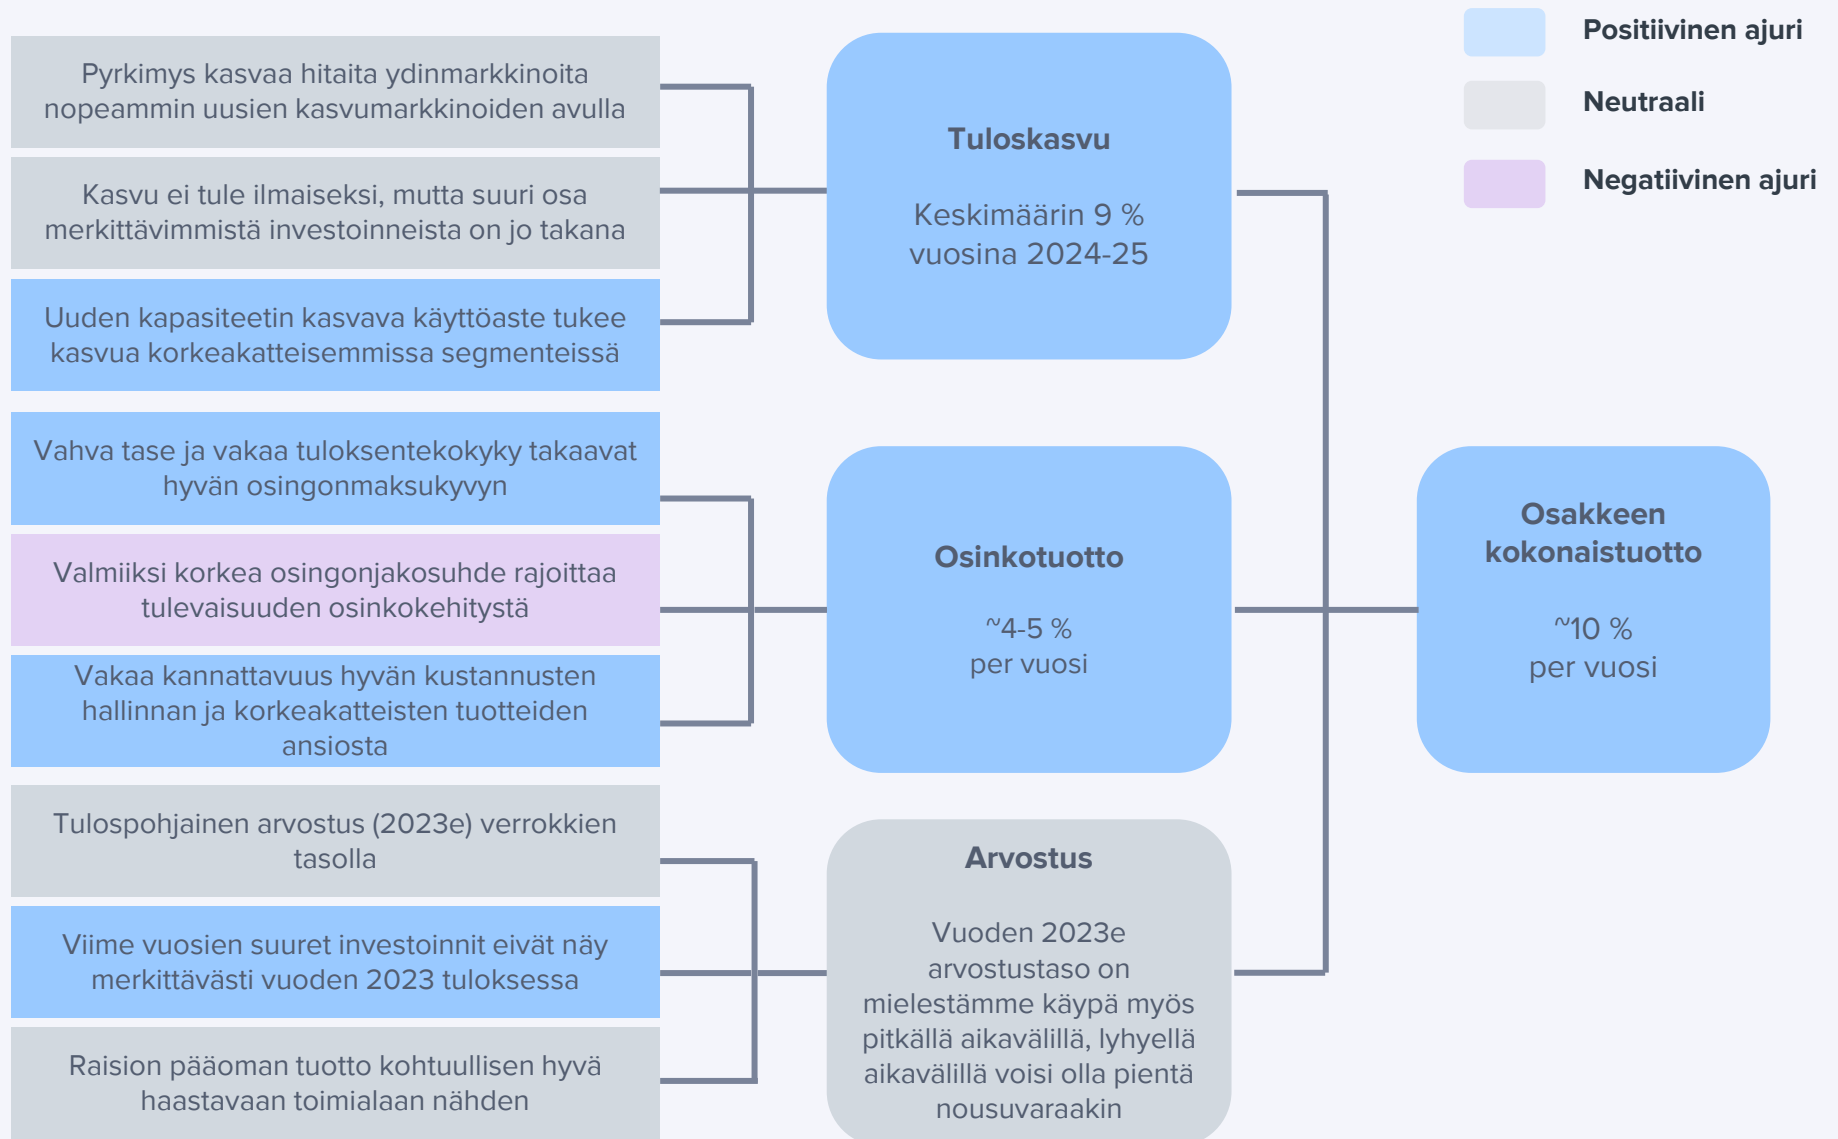 Positiivinen ajuri
Neutraali
Negatiivinen ajuri
Pyrkimys kasvaa hitaita ydinmarkkinoita
nopeammin uusien kasvumarkkinoiden avulla
Kasvu ei tule ilmaiseksi, mutta suuri osa
merkittävimmistä investoinneista on jo takana
Uuden kapasiteetin kasvava käyttöaste tukee
kasvua korkeakatteisemmissa segmenteissä
Tuloskasvu
Keskimäärin 9 %
vuosina 2024-25
Vahva tase ja vakaa tuloksentekokyky takaavat
hyvän osingonmaksukyvyn
Valmiiksi korkea osingonjakosuhde rajoittaa
tulevaisuuden osinkokehitystä
Vakaa kannattavuus hyvän kustannusten
hallinnan ja korkeakatteisten tuotteiden
ansiosta
Osinkotuotto
~4-5 %
per vuosi
Osakkeen
kokonaistuotto
~10 %
per vuosi
Tulospohjainen arvostus (2023e) verrokkien
tasolla
Viime vuosien suuret investoinnit eivät näy
merkittävästi vuoden 2023 tuloksessa
Raision pääoman tuotto kohtuullisen hyvä
haastavaan toimialaan nähden
Arvostus
Vuoden 2023e
arvostustaso on
mielestämme käypä myös
pitkällä aikavälillä, lyhyellä
aikavälillä voisi olla pientä
nousuvaraakin